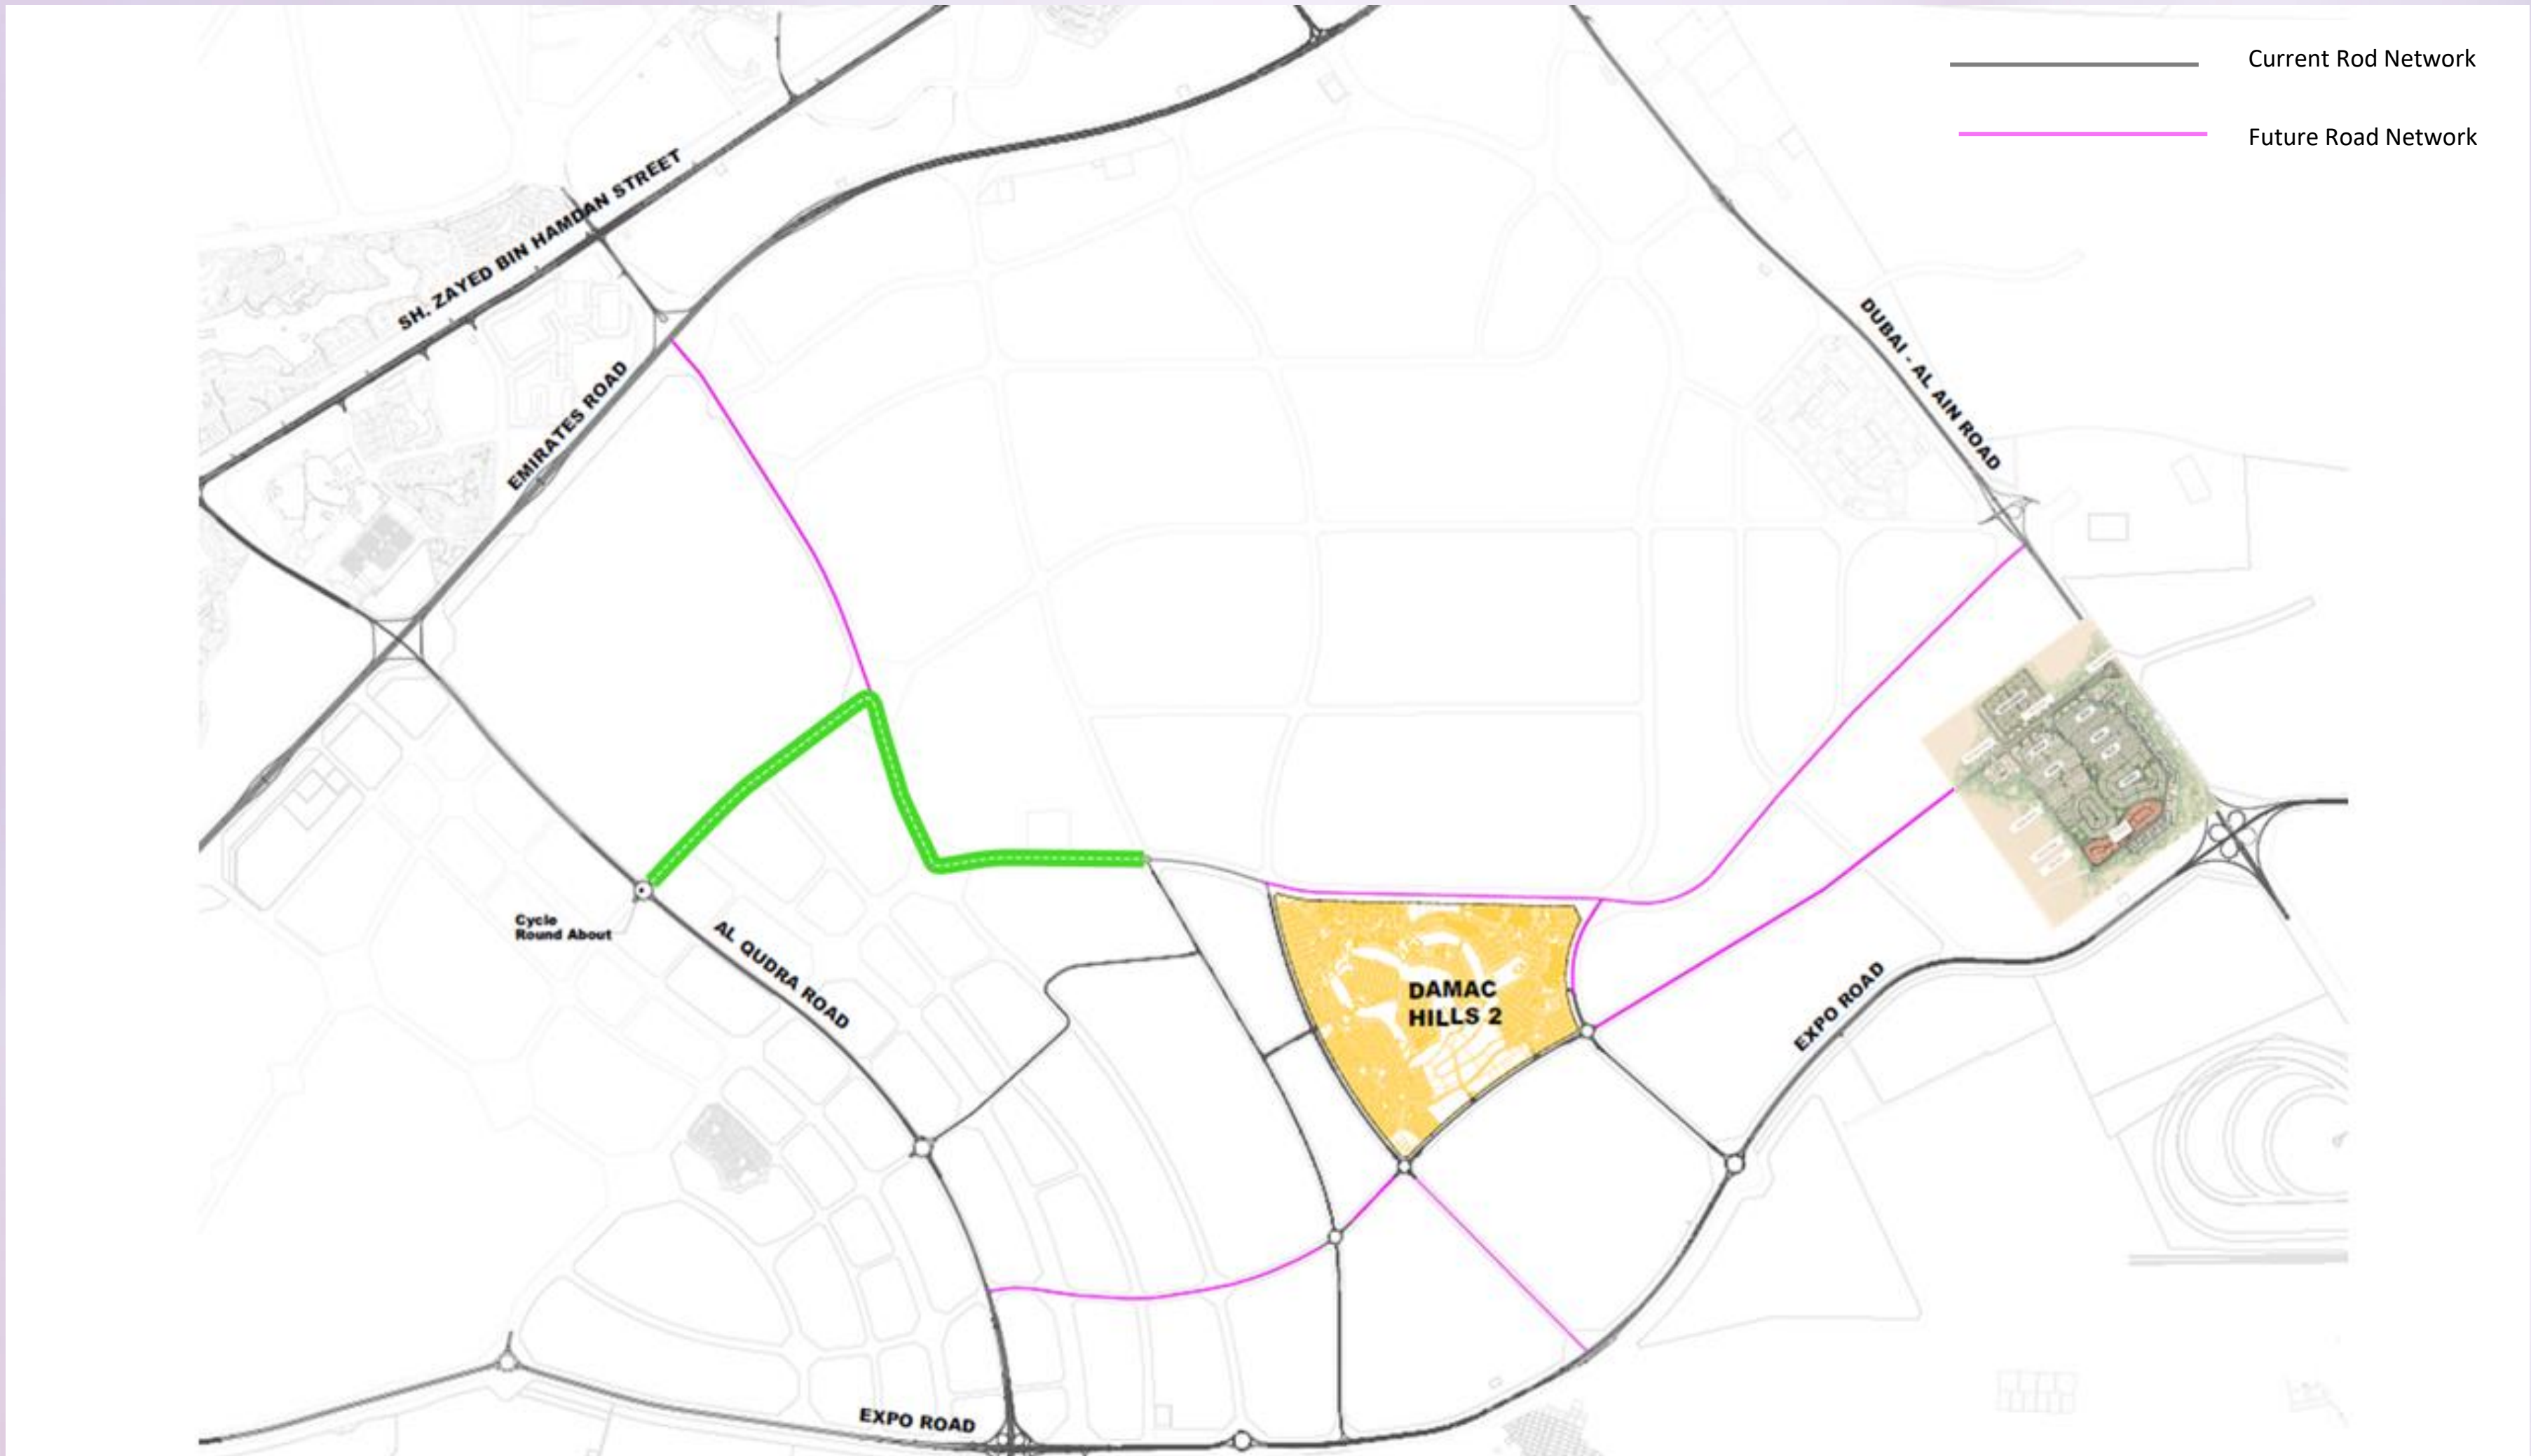 Current Rod Network
Future Road Network
SH. ZAYED BIN HAMDAN STREET
EMIRATES ROAD
DUBAI - AL AIN ROAD
Cycle
Round About
AL QUDRA ROAD
DAMAC
HILLS 2
EXPO ROAD
EXPO ROAD